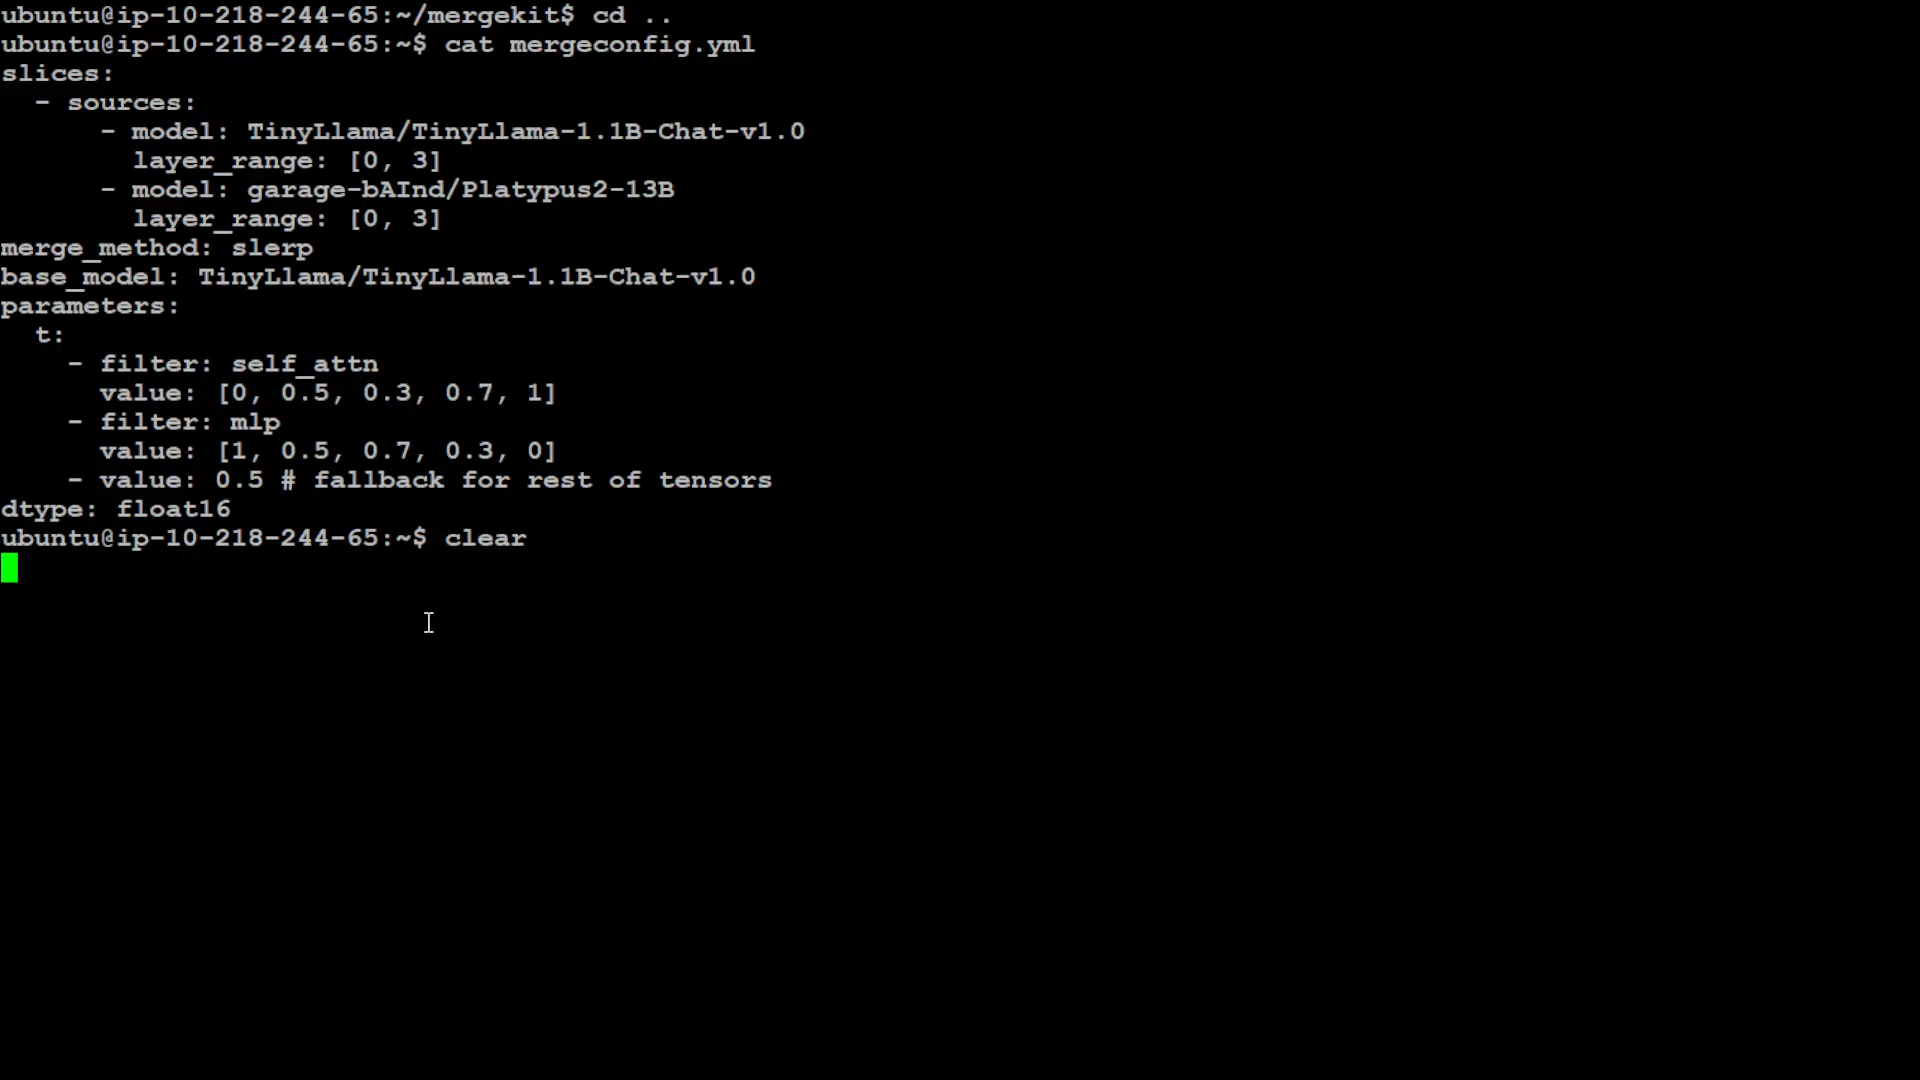 ubuntu@ip-10-218-244-65:~/mergekit$ cd ..
ubuntu@ip-10-218-244-65:~$ cat mergeconfig.yml
slices:
  - sources:
      - model: TinyLlama/TinyLlama-1.1B-Chat-v1.0
        layer_range: [0, 3]
      - model: garage-bAInd/Platypus2-13B
        layer_range: [0, 3]
merge_method: slerp
base_model: TinyLlama/TinyLlama-1.1B-Chat-v1.0
parameters:
  t:
    - filter: self_attn
      value: [0, 0.5, 0.3, 0.7, 1]
    - filter: mlp
      value: [1, 0.5, 0.7, 0.3, 0]
    - value: 0.5 # fallback for rest of tensors
dtype: float16
ubuntu@ip-10-218-244-65:~$ clear